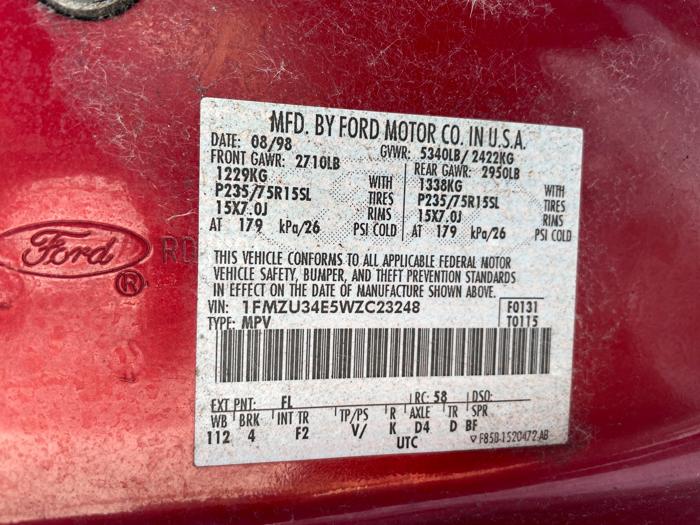 MFD. BY FORD MOTOR CO. IN U.S.A.
DATE: 08/98 GVWR: 5340LB/ 2422KG
FRONT GAWR: 2710LB REAR GAWR: 2950LB
1229KG WITH 1338KG WITH
P235/75R15SL TIRES P235/75R15SL TIRES
15X7.0J RIMS 15X7.0J RIMS
AT 179 kPa/26 PSI COLD AT 179 kPa/26 PSI COLD
Ford
®
THIS VEHICLE CONFORMS TO ALL APPLICABLE FEDERAL MOTOR
VEHICLE SAFETY, BUMPER, AND THEFT PREVENTION STANDARDS
IN EFFECT ON THE DATE OF MANUFACTURE SHOWN ABOVE.
VIN: 1FMZU34E5WZC23248 F0131
TYPE: MPV T0115
EXT PNT: FL RC: 58 DSO:
WB BRK INT TR TP/PS R AXLE TR SPR
112 4 F2 V/ K D4 D BF
UTC F85B-1520472-AB